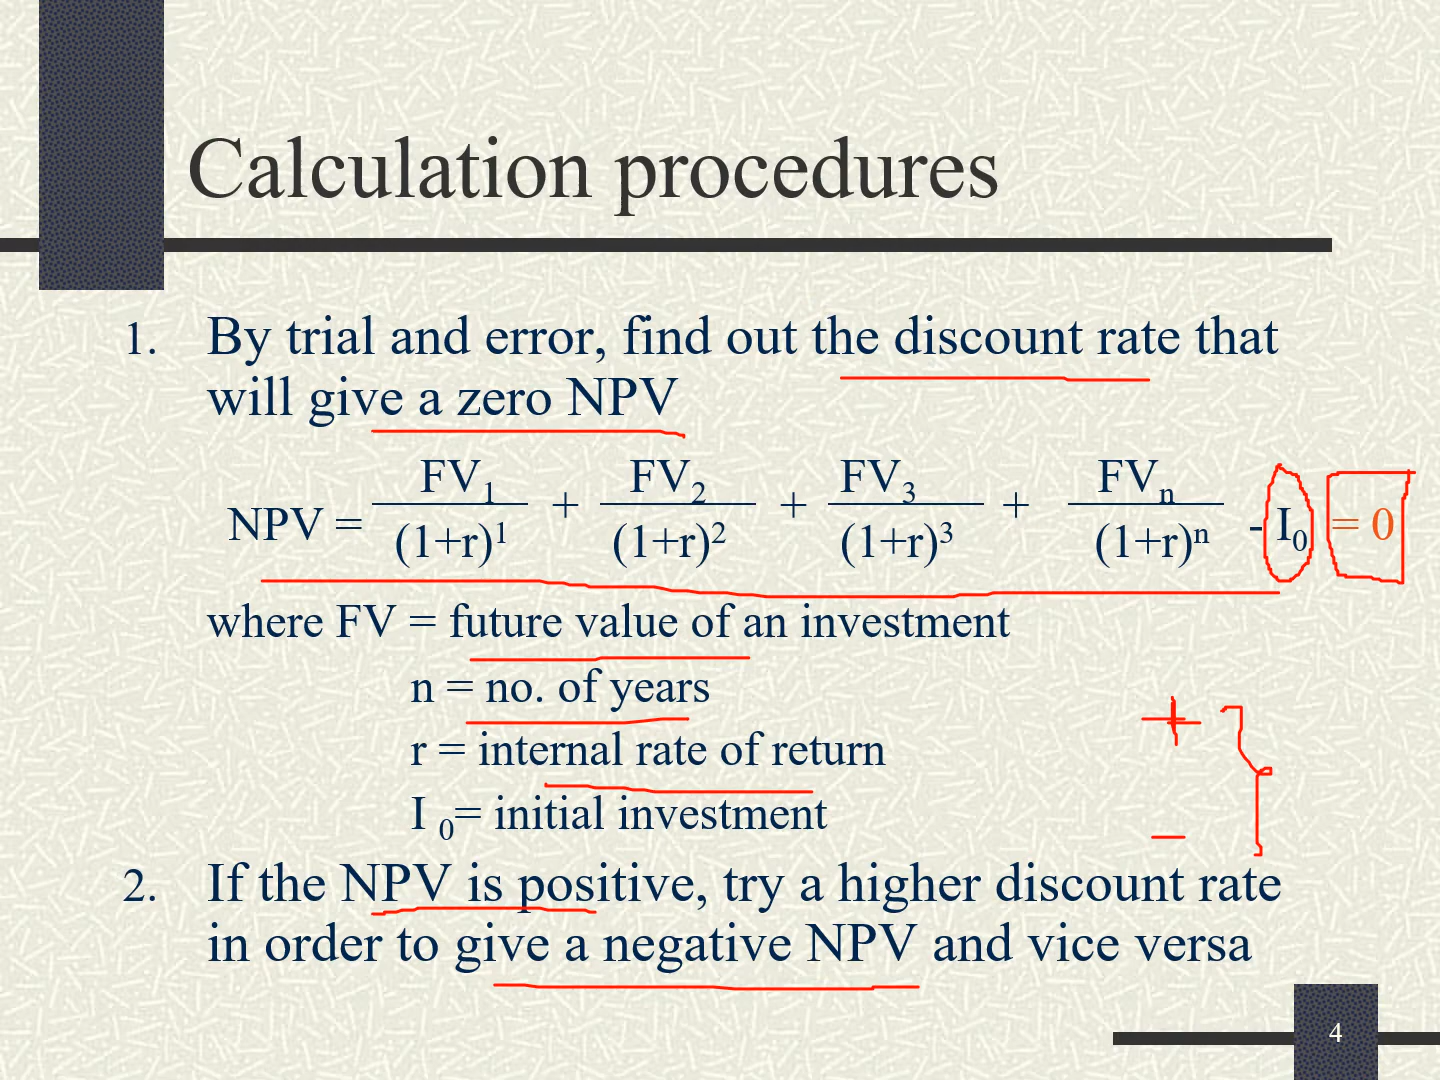 Calculation procedures
1. By trial and error, find out the discount rate that
will give a zero NPV
NPV = FV₁/(1+r)¹ + FV₂/(1+r)² + FV₃/(1+r)³ + FVₙ/(1+r)ⁿ - I₀ = 0
where FV = future value of an investment
n = no. of years
r = internal rate of return
I ₀= initial investment
+
–
2. If the NPV is positive, try a higher discount rate
in order to give a negative NPV and vice versa
4